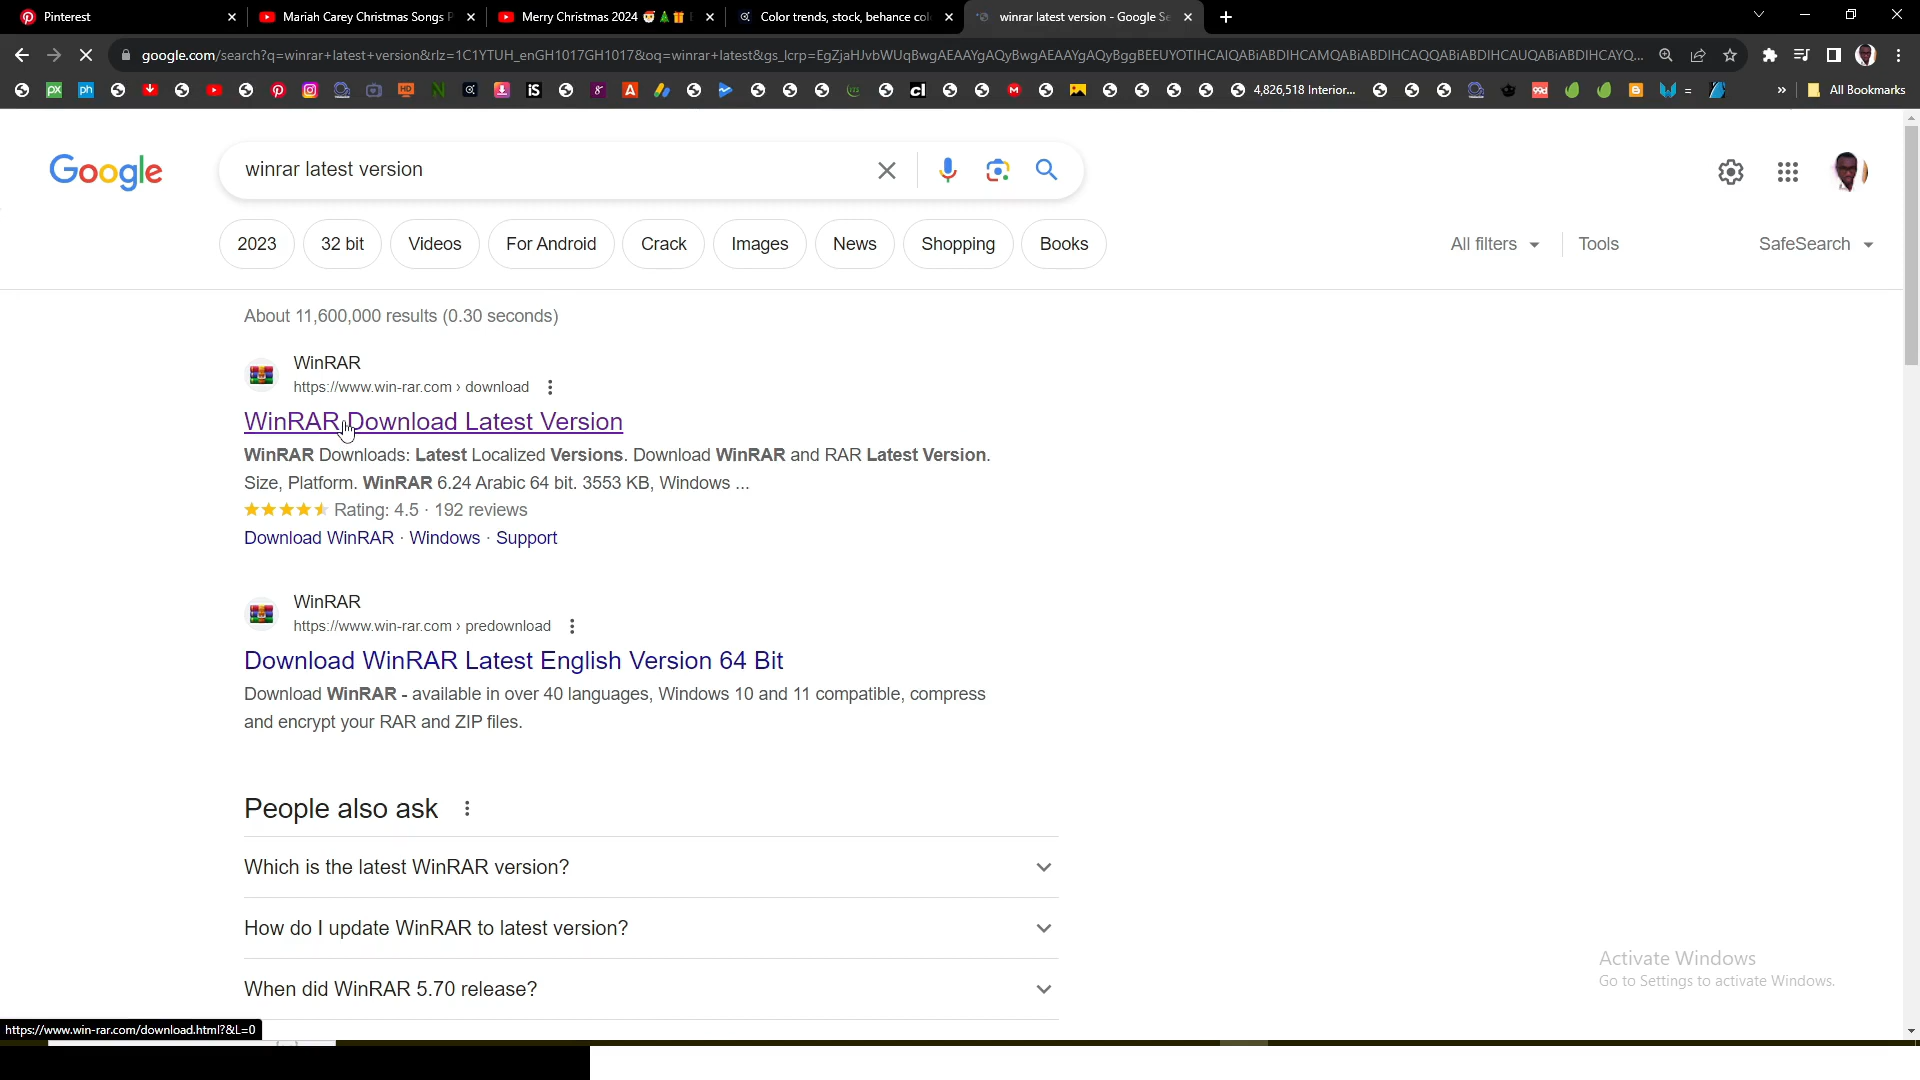 Pinterest
Mariah Carey Christmas Songs P
Merry Christmas 2024
Color trends, stock, behance col
winrar latest version - Google Se
google.com/search?q=winrar+latest+version&rlz=1C1YTUH_enGH1017GH1017&oq=winrar+latest&gs_lcrp=
4,826,518 Interior...
All Bookmarks
Google
winrar latest version
2023
32 bit
Videos
For Android
Crack
Images
News
Shopping
Books
All filters
Tools
SafeSearch
About 11,600,000 results (0.30 seconds)
WinRAR
https://www.win-rar.com › download
WinRAR Download Latest Version
WinRAR Downloads: Latest Localized Versions. Download WinRAR and RAR Latest Version.
Size, Platform. WinRAR 6.24 Arabic 64 bit. 3553 KB, Windows ...
Rating: 4.5 · 192 reviews
Download WinRAR · Windows · Support
WinRAR
https://www.win-rar.com › predownload
Download WinRAR Latest English Version 64 Bit
Download WinRAR - available in over 40 languages, Windows 10 and 11 compatible, compress
and encrypt your RAR and ZIP files.
People also ask
Which is the latest WinRAR version?
How do I update WinRAR to latest version?
When did WinRAR 5.70 release?
Activate Windows
Go to Settings to activate Windows.
https://www.win-rar.com/download.html?&L=0